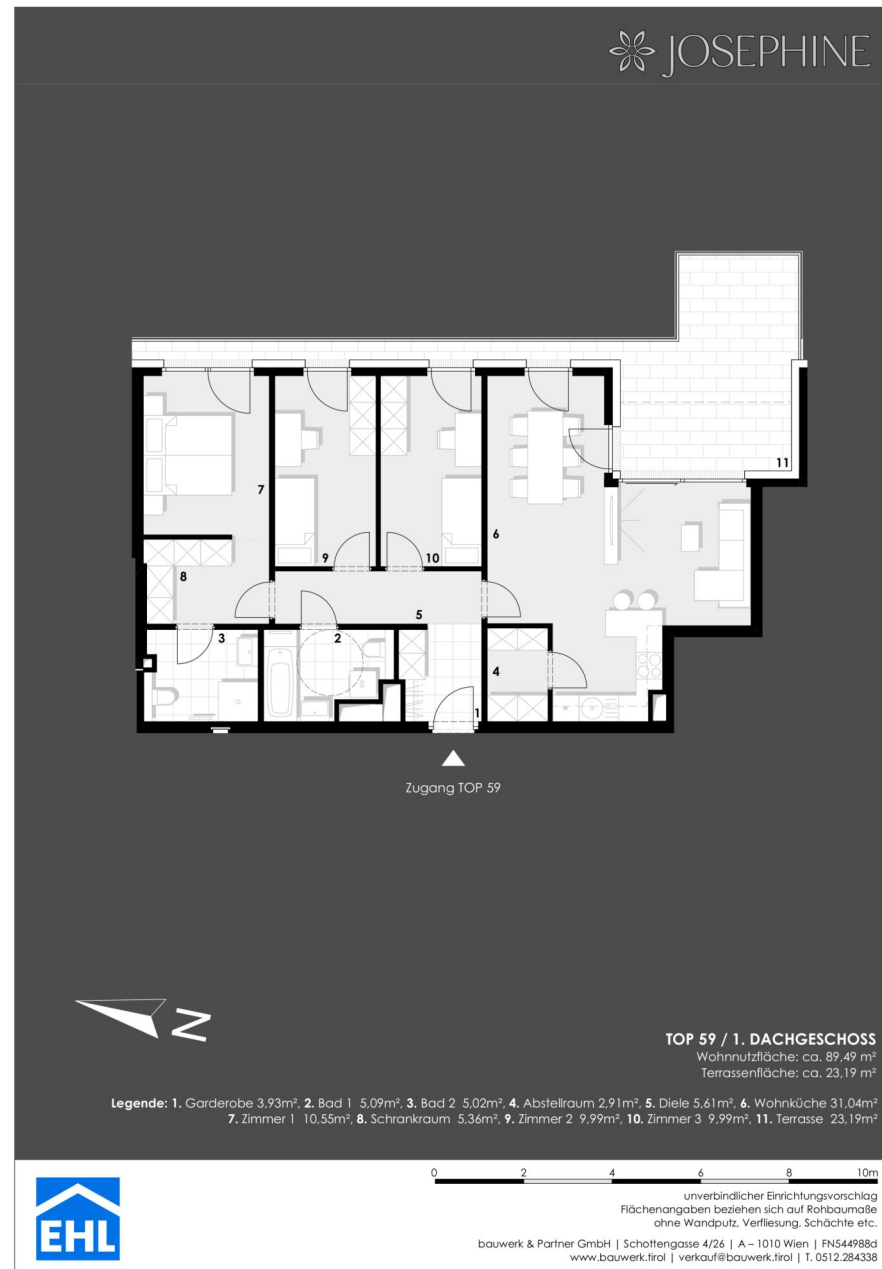 JOSEPHINE
11
7
6
9
10
8
5
3
2
4
1
Zugang TOP 59
N
TOP 59 / 1. DACHGESCHOSS
Wohnnutzfläche: ca. 89,49 m²
Terrassenfläche: ca. 23,19 m²
Legende: 1. Garderobe 3,93m², 2. Bad 1 5,09m², 3. Bad 2 5,02m², 4. Abstellraum 2,91m², 5. Diele 5,61m², 6. Wohnküche 31,04m²
7. Zimmer 1 10,55m², 8. Schrankraum 5,36m², 9. Zimmer 2 9,99m², 10. Zimmer 3 9,99m², 11. Terrasse 23,19m²
0 2 4 6 8 10m
EHL
unverbindlicher Einrichtungsvorschlag
Flächenangaben beziehen sich auf Rohbaumaße
ohne Wandputz, Verfliesung, Schächte etc.
bauwerk & Partner GmbH | Schottengasse 4/26 | A – 1010 Wien | FN544988d
www.bauwerk.tirol | verkauf@bauwerk.tirol | T. 0512.284338